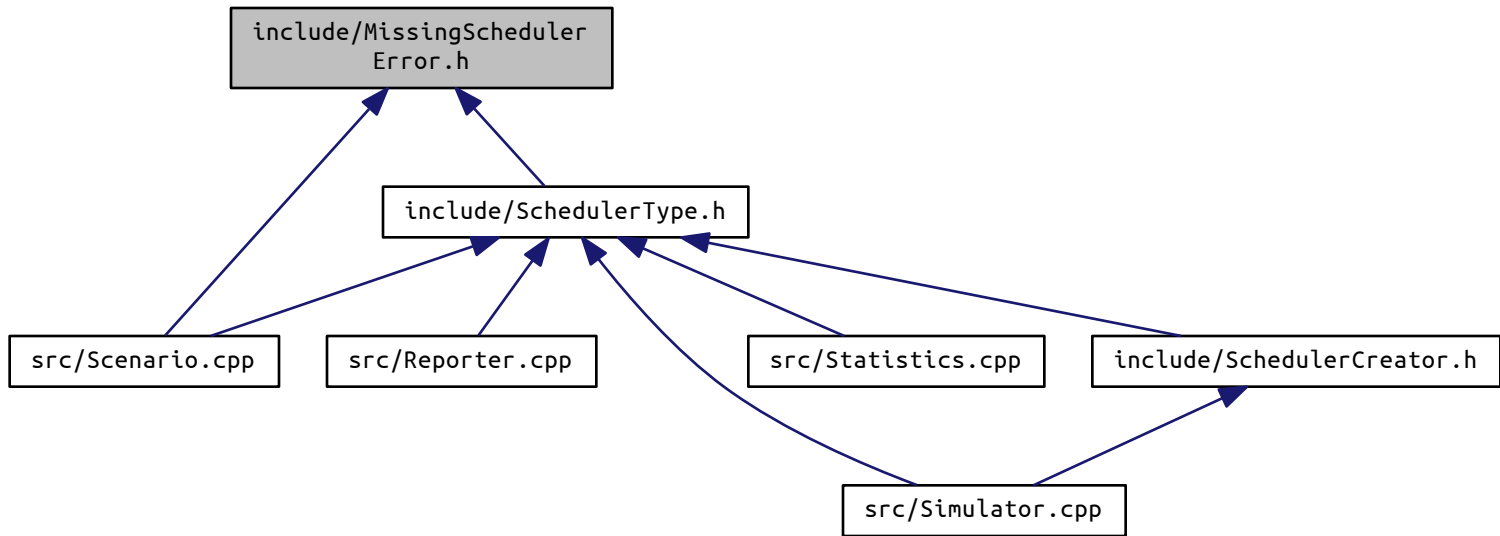 include/MissingScheduler
Error.h
include/SchedulerType.h
src/Scenario.cpp
src/Reporter.cpp
src/Statistics.cpp
include/SchedulerCreator.h
src/Simulator.cpp